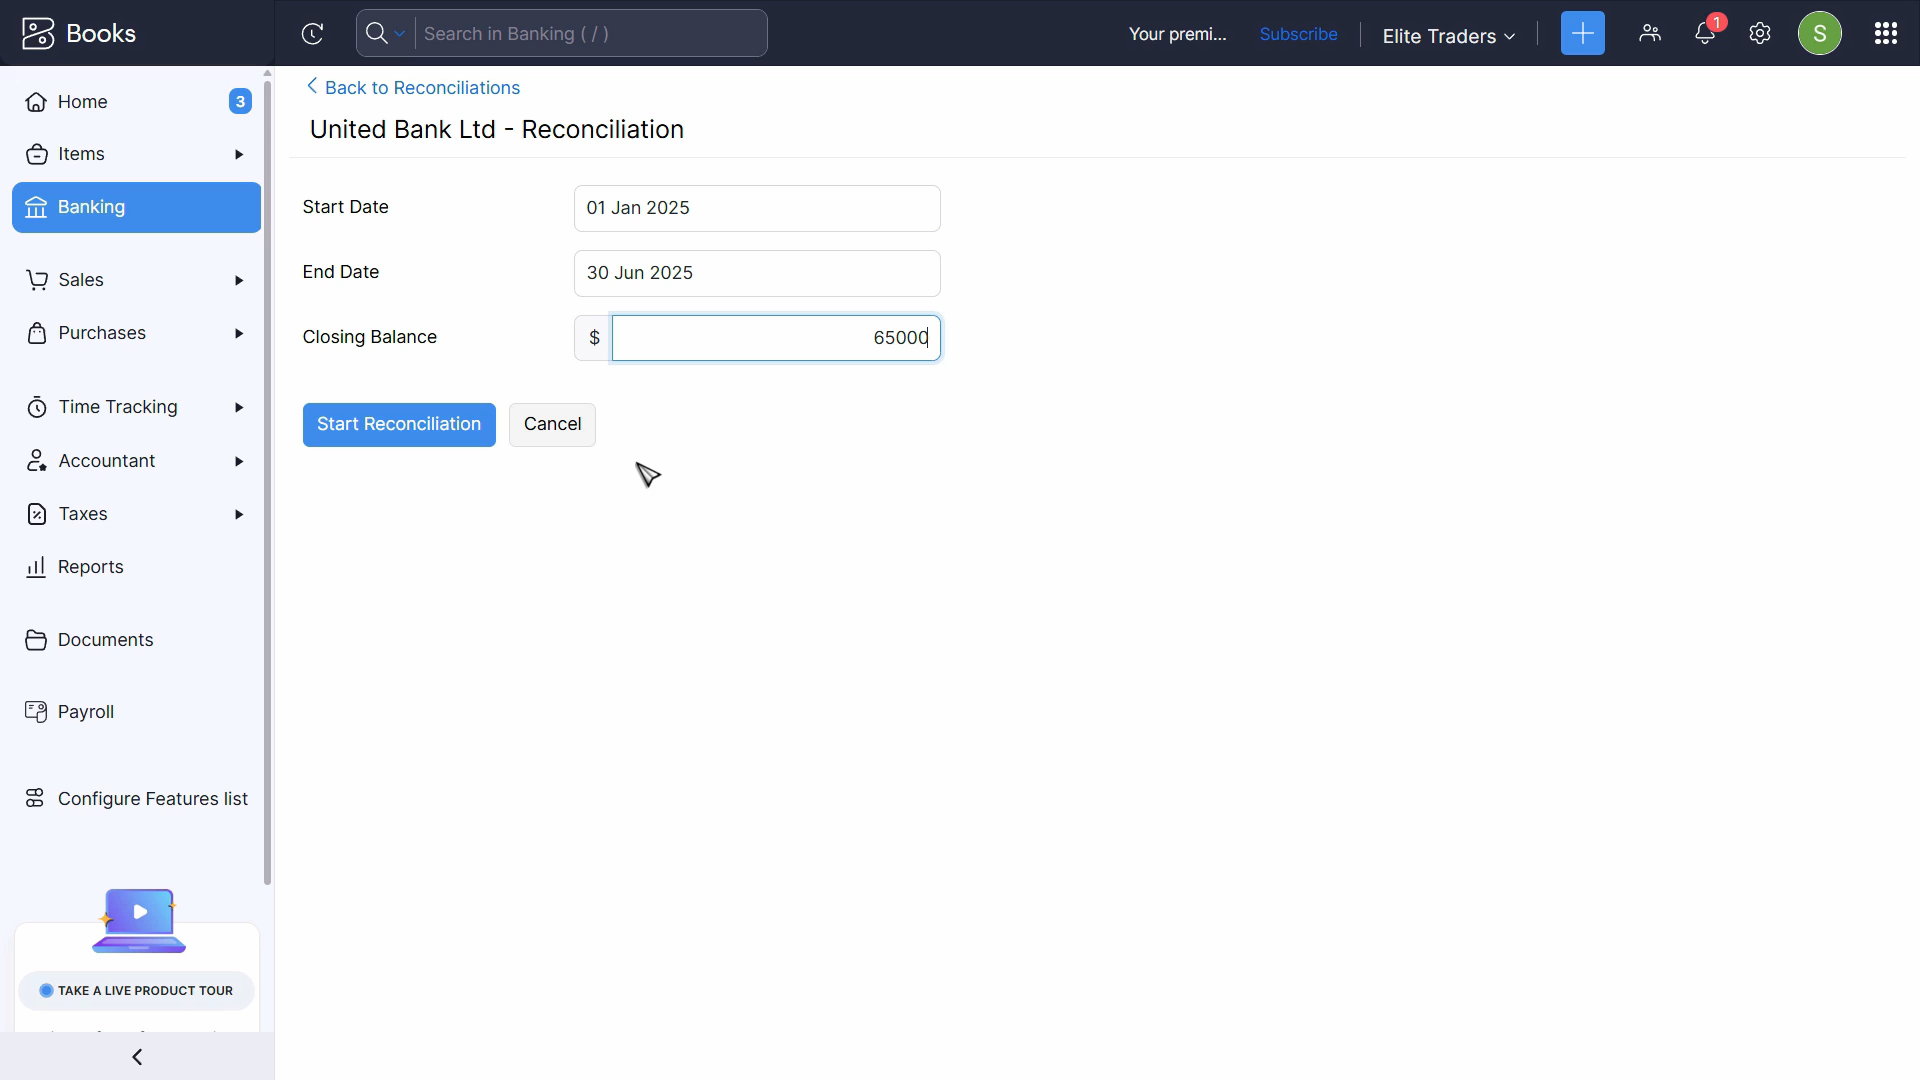 Books
Search in Banking ( / )
Your premi...
Subscribe
Elite Traders
1
S
Home
3
Items
Banking
Sales
Purchases
Time Tracking
Accountant
Taxes
Reports
Documents
Payroll
Configure Features list
TAKE A LIVE PRODUCT TOUR
Back to Reconciliations
United Bank Ltd - Reconciliation
Start Date
01 Jan 2025
End Date
30 Jun 2025
Closing Balance
$
65000
Start Reconciliation
Cancel